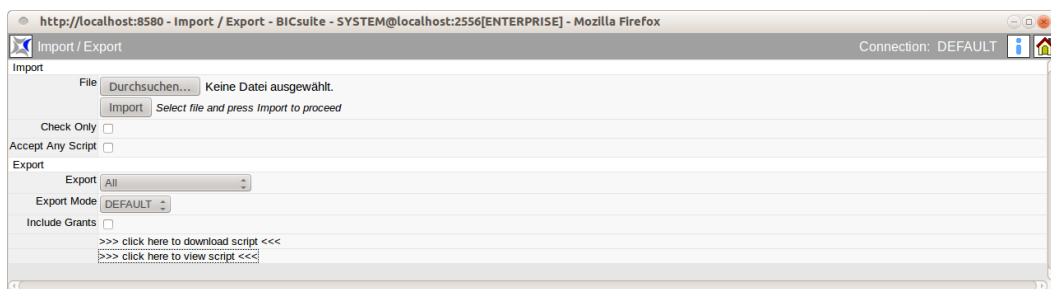 http://localhost:8580 - Import / Export - BICsuite - SYSTEM@localhost:2556[ENTERPRISE] - Mozilla Firefox
Import / Export Connection: DEFAULT
Import
File Durchsuchen... Keine Datei ausgewählt.
Import Select file and press Import to proceed
Check Only
Accept Any Script
Export
Export All
Export Mode DEFAULT
Include Grants
>>> click here to download script <<<
>>> click here to view script <<<